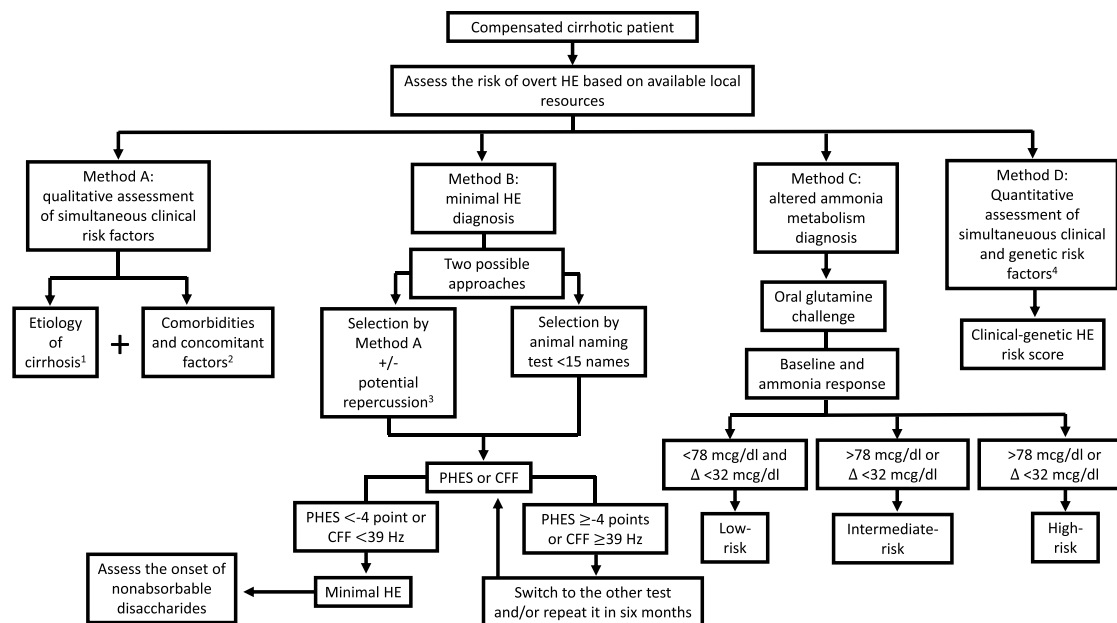 Compensated cirrhotic patient
Assess the risk of overt HE based on available local
resources
Method A:
qualitative assessment
of simultaneous clinical
risk factors
Method B:
minimal HE
diagnosis
Method C:
altered ammonia
metabolism
diagnosis
Method D:
Quantitative
assessment of
simultaneuous clinical
and genetic risk
factors⁴
Two possible
approaches
Etiology
of
cirrhosis¹
+
Comorbidities
and concomitant
factors²
Selection by
Method A
+/-
potential
repercussion³
Selection by
animal naming
test <15 names
Oral glutamine
challenge
Clinical-genetic HE
risk score
Baseline and
ammonia response
<78 mcg/dl and
Δ <32 mcg/dl
>78 mcg/dl or
Δ <32 mcg/dl
>78 mcg/dl or
Δ <32 mcg/dl
PHES or CFF
PHES <-4 point or
CFF <39 Hz
PHES ≥-4 points
or CFF ≥39 Hz
Low-
risk
Intermediate-
risk
High-
risk
Assess the onset of
nonabsorbable
disaccharides
Minimal HE
Switch to the other test
and/or repeat it in six months